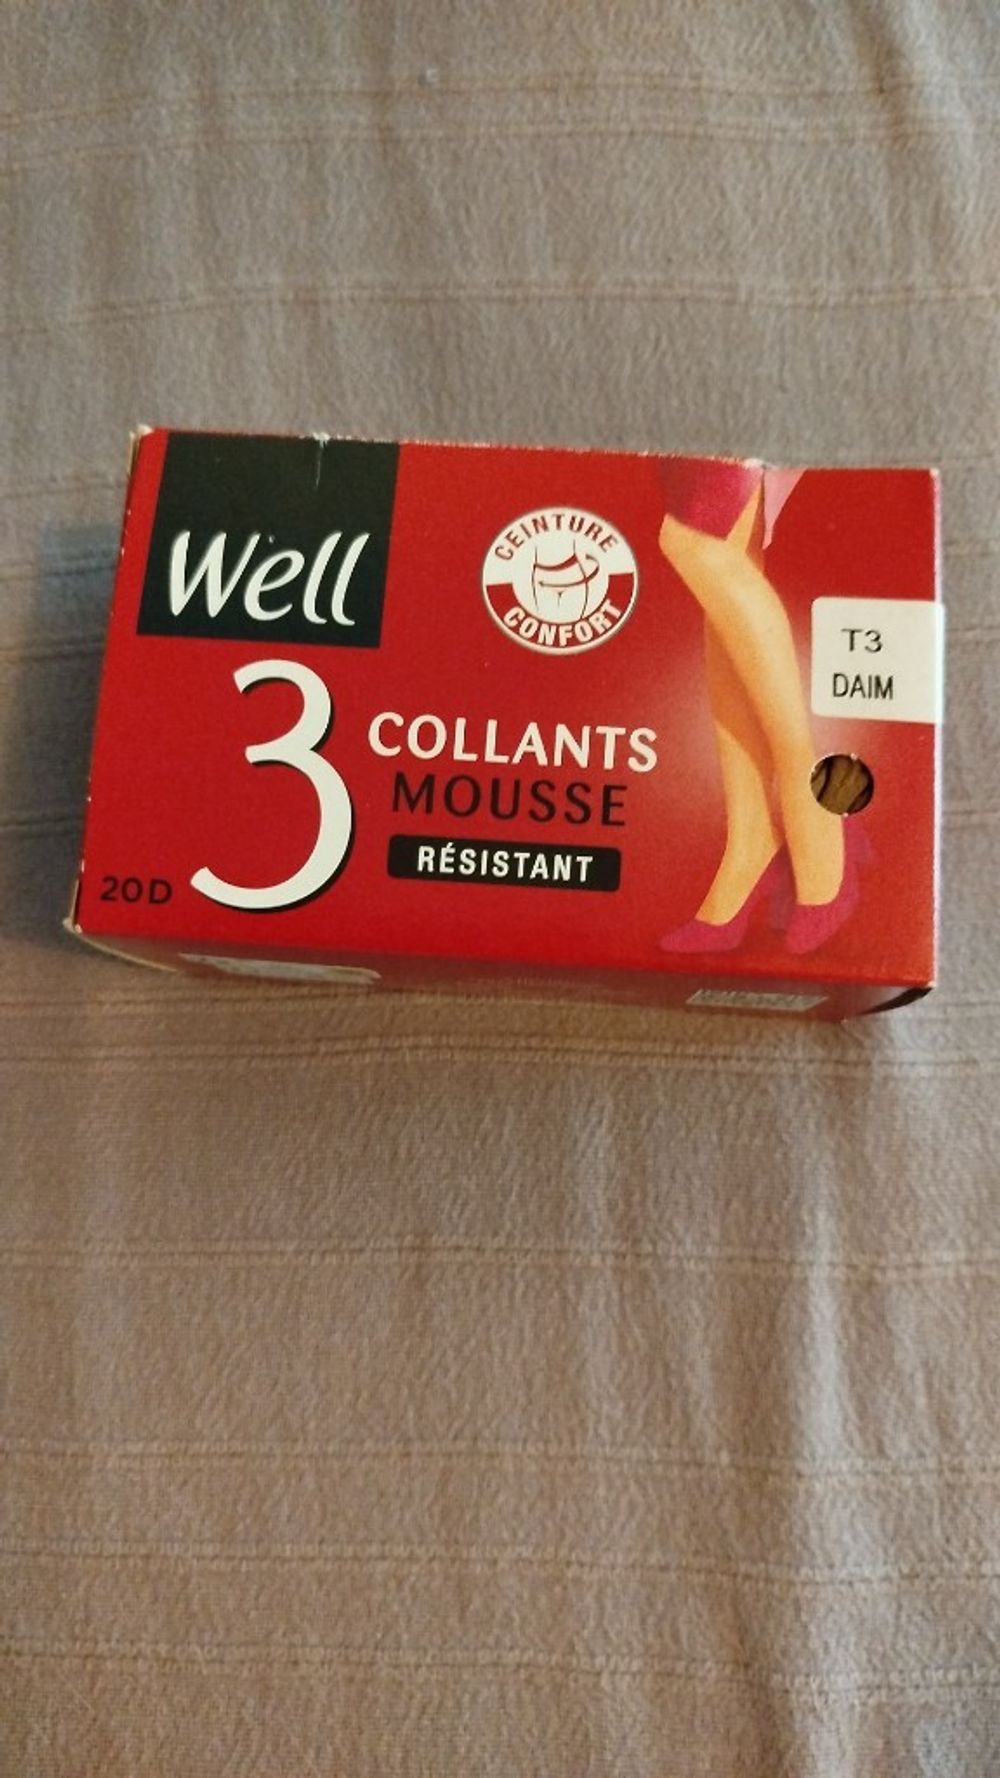 Well
CEINTURE
CONFORT
T3
DAIM
3
COLLANTS
MOUSSE
RÉSISTANT
20D